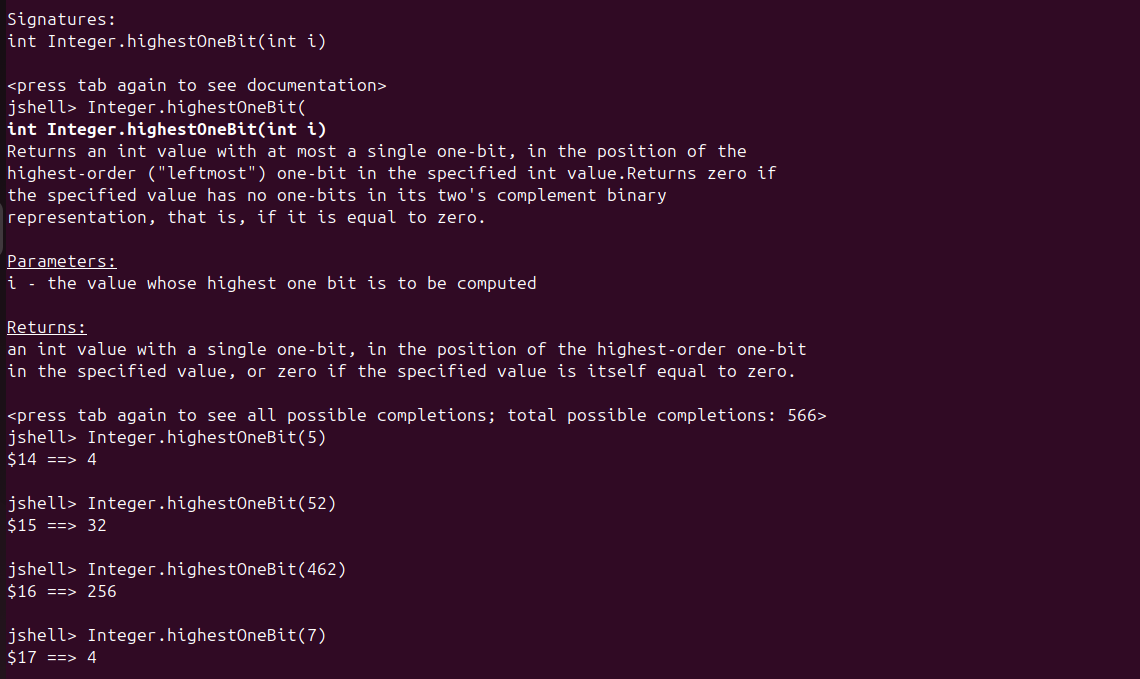 Signatures:
int Integer.highestOneBit(int i)
<press tab again to see documentation>
jshell> Integer.highestOneBit(
int Integer.highestOneBit(int i)
Returns an int value with at most a single one-bit, in the position of the
highest-order ("leftmost") one-bit in the specified int value.Returns zero if
the specified value has no one-bits in its two's complement binary
representation, that is, if it is equal to zero.
Parameters:
i - the value whose highest one bit is to be computed
Returns:
an int value with a single one-bit, in the position of the highest-order one-bit
in the specified value, or zero if the specified value is itself equal to zero.
<press tab again to see all possible completions; total possible completions: 566>
jshell> Integer.highestOneBit(5)
$14 ==> 4
jshell> Integer.highestOneBit(52)
$15 ==> 32
jshell> Integer.highestOneBit(462)
$16 ==> 256
jshell> Integer.highestOneBit(7)
$17 ==> 4